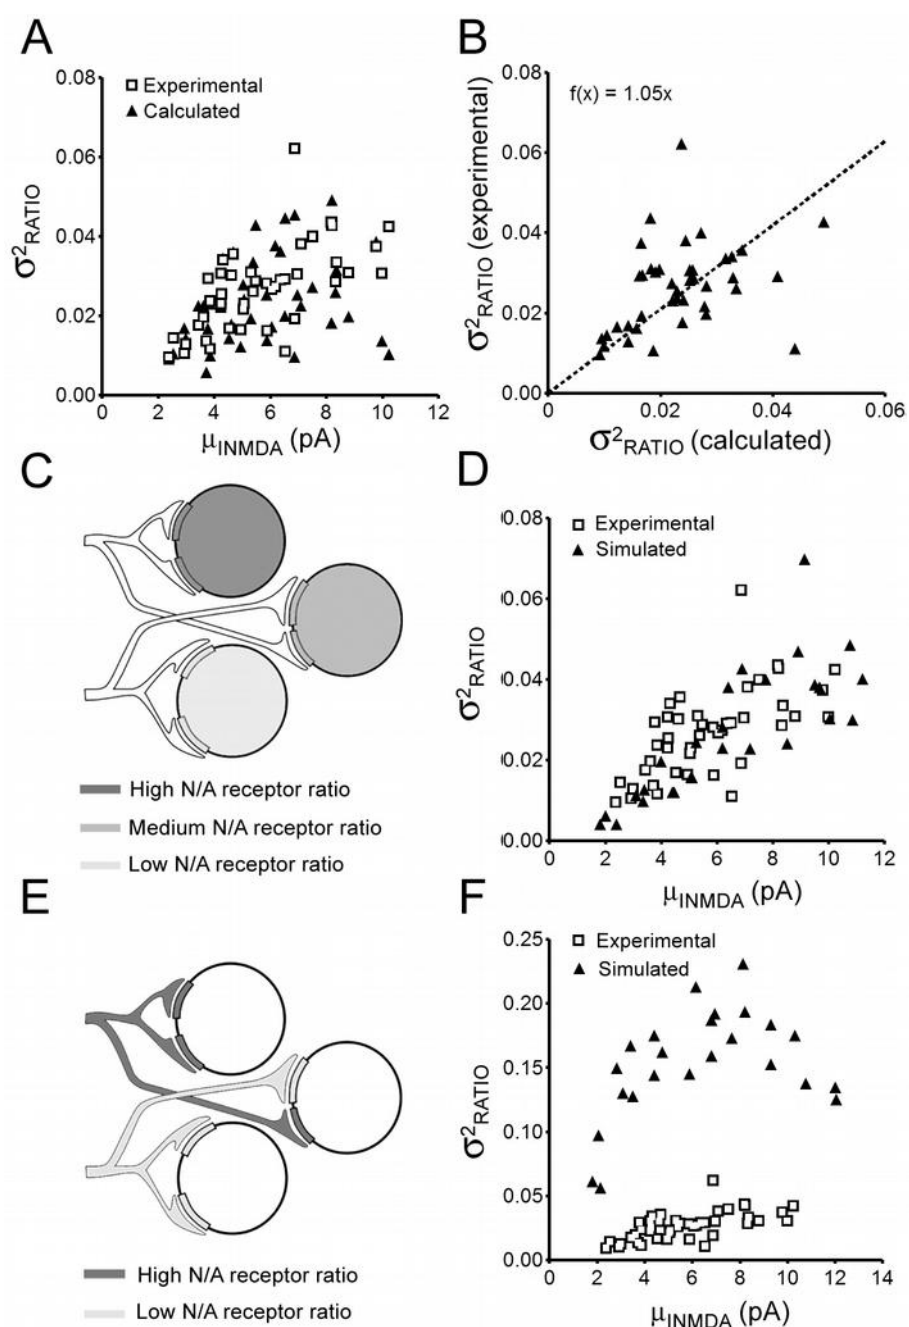 A
σ²RATIO
0.08
0.06
0.04
0.02
0.00
Experimental
Calculated
0 2 4 6 8 10 12
μINMDA (pA)
B
σ²RATIO (experimental)
0.08
0.06
0.04
0.02
0.00
f(x) = 1.05x
0 0.02 0.04 0.06
σ²RATIO (calculated)
C
High N/A receptor ratio
Medium N/A receptor ratio
Low N/A receptor ratio
D
σ²RATIO
0.08
0.06
0.04
0.02
0.00
Experimental
Simulated
0 2 4 6 8 10 12
μINMDA (pA)
E
High N/A receptor ratio
Low N/A receptor ratio
F
σ²RATIO
0.25
0.20
0.15
0.10
0.05
0.00
Experimental
Simulated
0 2 4 6 8 10 12 14
μINMDA (pA)